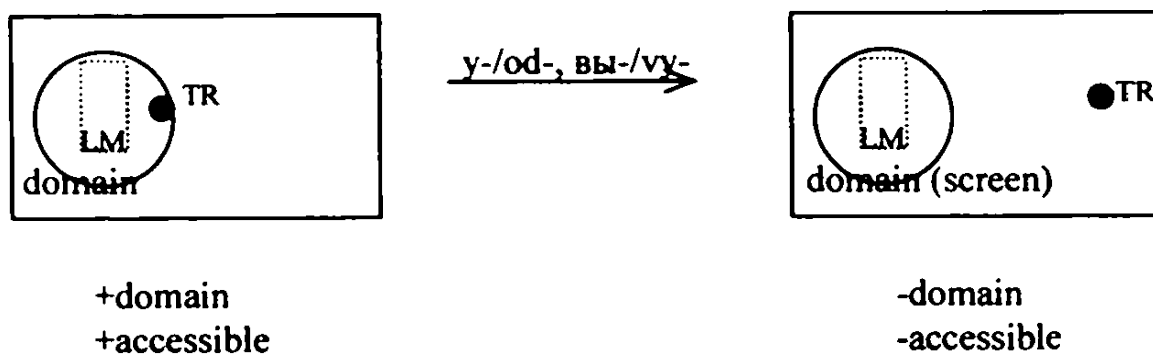 y-/od-, вы-/vy-
TR
TR
LM
LM
domain
domain (screen)
+domain
-domain
+accessible
-accessible